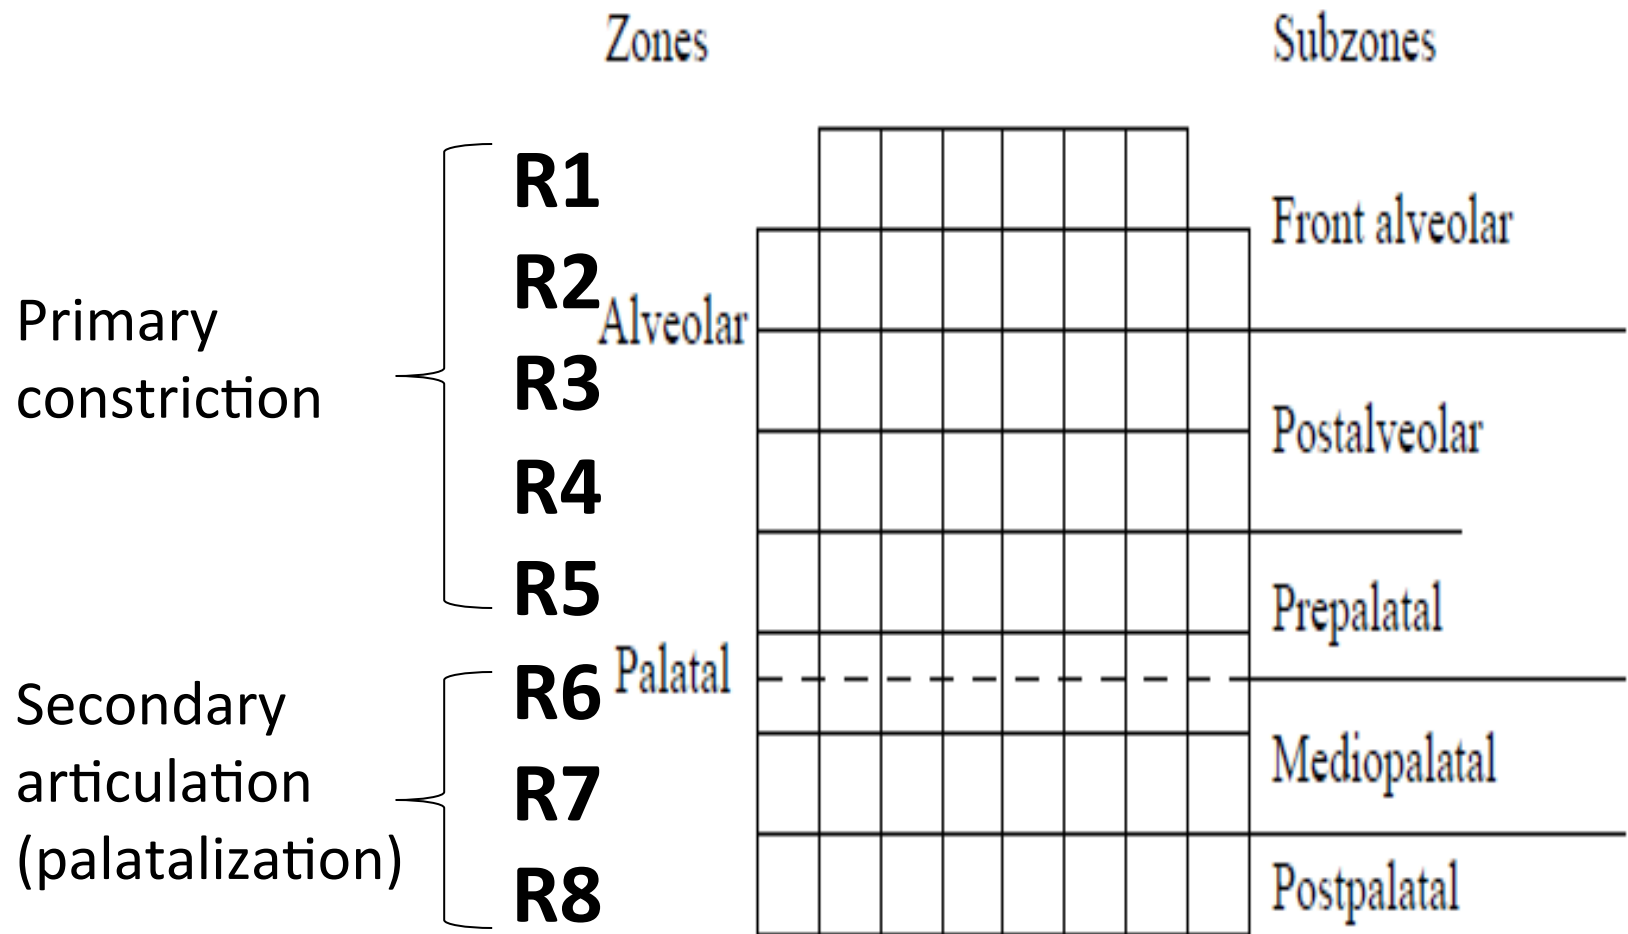 Zones
Subzones
R1
Front alveolar
R2
Alveolar
Primary
constriction
R3
Postalveolar
R4
R5
Prepalatal
Palatal
R6
Secondary
articulation
(palatalization)
Mediopalatal
R7
R8
Postpalatal